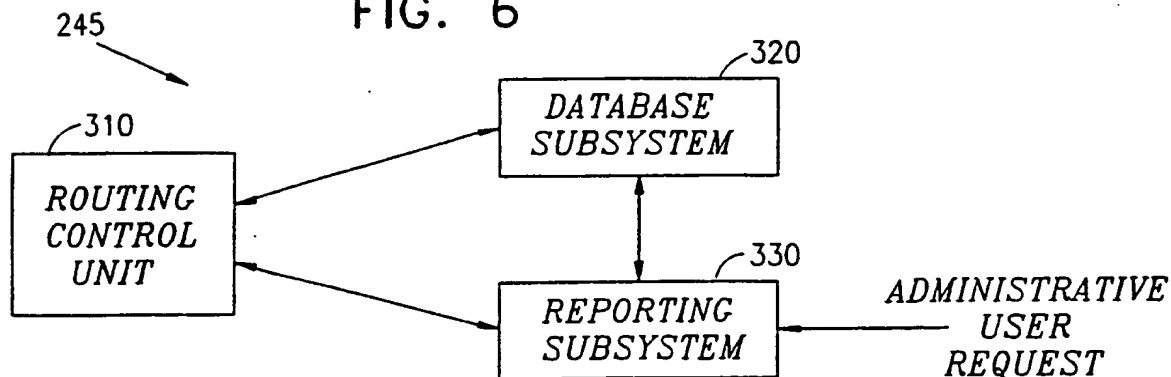 FIG. 6
245
320
DATABASE
SUBSYSTEM
310
ROUTING
CONTROL
UNIT
330
REPORTING
SUBSYSTEM
ADMINISTRATIVE
USER
REQUEST